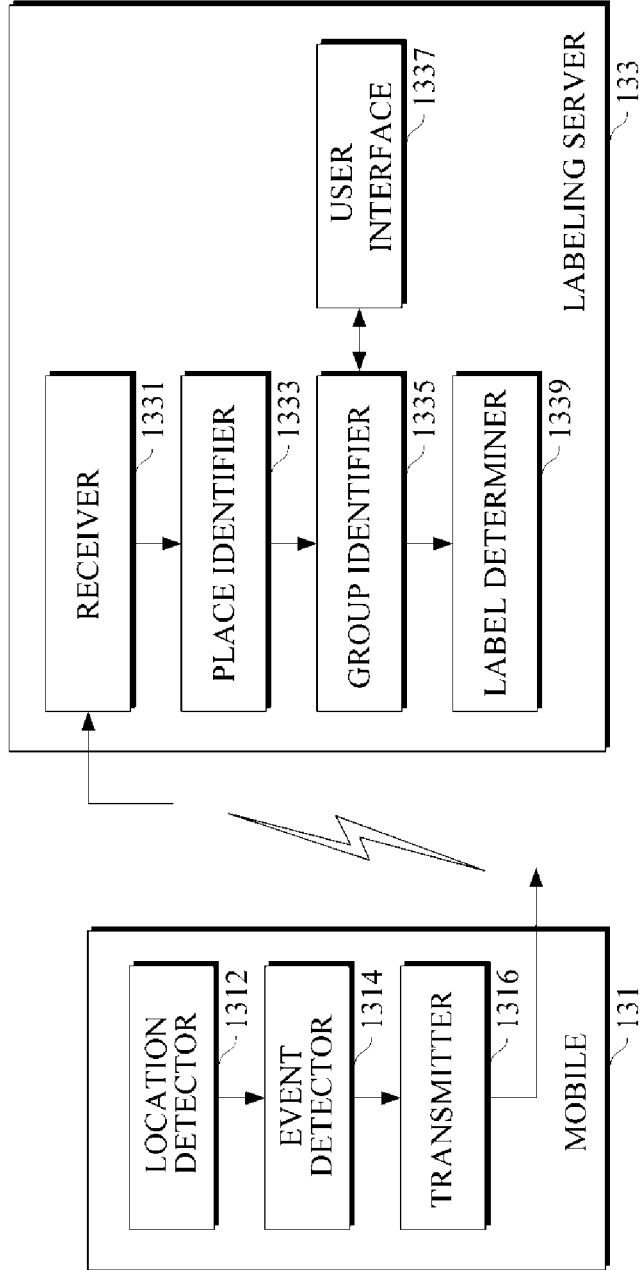 LOCATION
DETECTOR
1312
EVENT
DETECTOR
1314
TRANSMITTER
1316
MOBILE
131
RECEIVER
1331
PLACE IDENTIFIER
1333
GROUP IDENTIFIER
1335
USER
INTERFACE
1337
LABEL DETERMINER
1339
LABELING SERVER
133